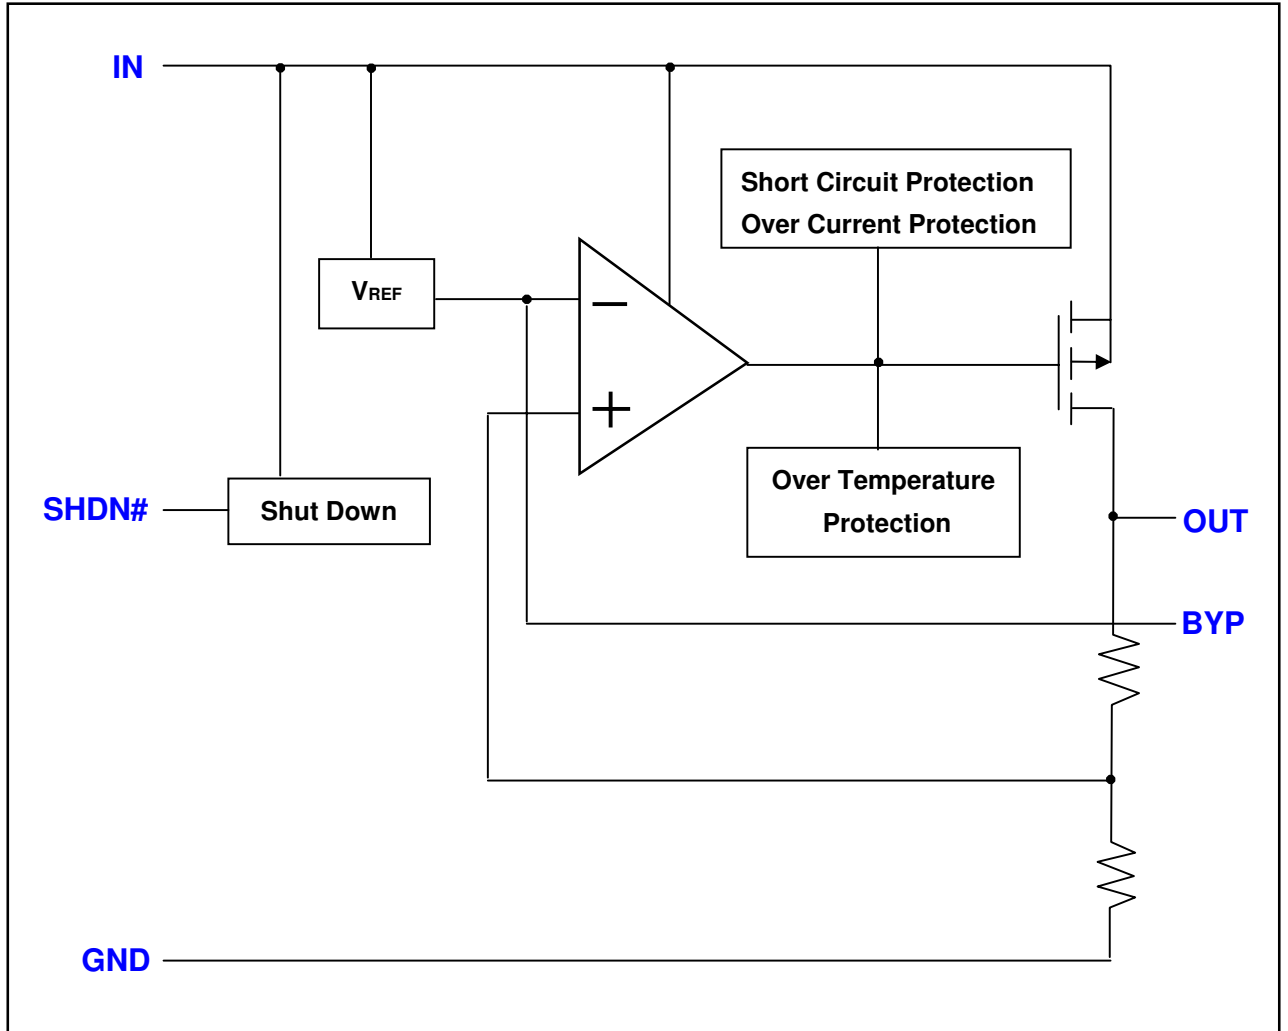 IN
Short Circuit Protection
Over Current Protection
VREF
Over Temperature
Protection
SHDN#
Shut Down
OUT
BYP
GND